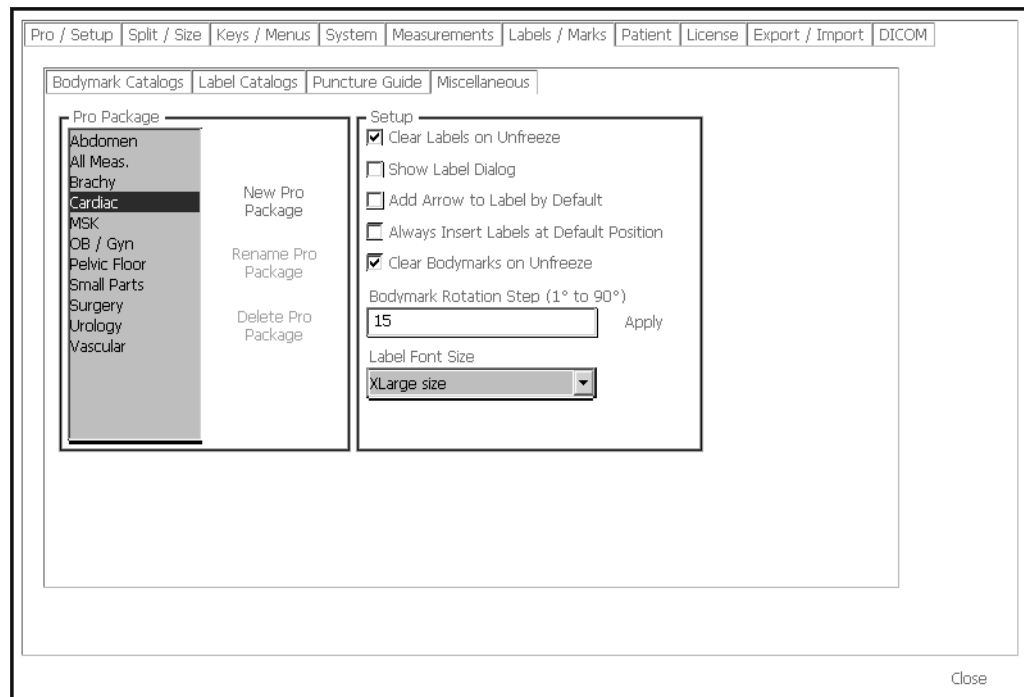 Pro / Setup Split / Size Keys / Menus System Measurements Labels / Marks Patient License Export / Import DICOM
Bodymark Catalogs Label Catalogs Puncture Guide Miscellaneous
Pro Package
Abdomen
All Meas.
Brachy
Cardiac
MSK
OB / Gyn
Pelvic Floor
Small Parts
Surgery
Urology
Vascular
New Pro
Package
Rename Pro
Package
Delete Pro
Package
Setup
Clear Labels on Unfreeze
Show Label Dialog
Add Arrow to Label by Default
Always Insert Labels at Default Position
Clear Bodymarks on Unfreeze
Bodymark Rotation Step (1° to 90°)
15 Apply
Label Font Size
XLarge size
Close